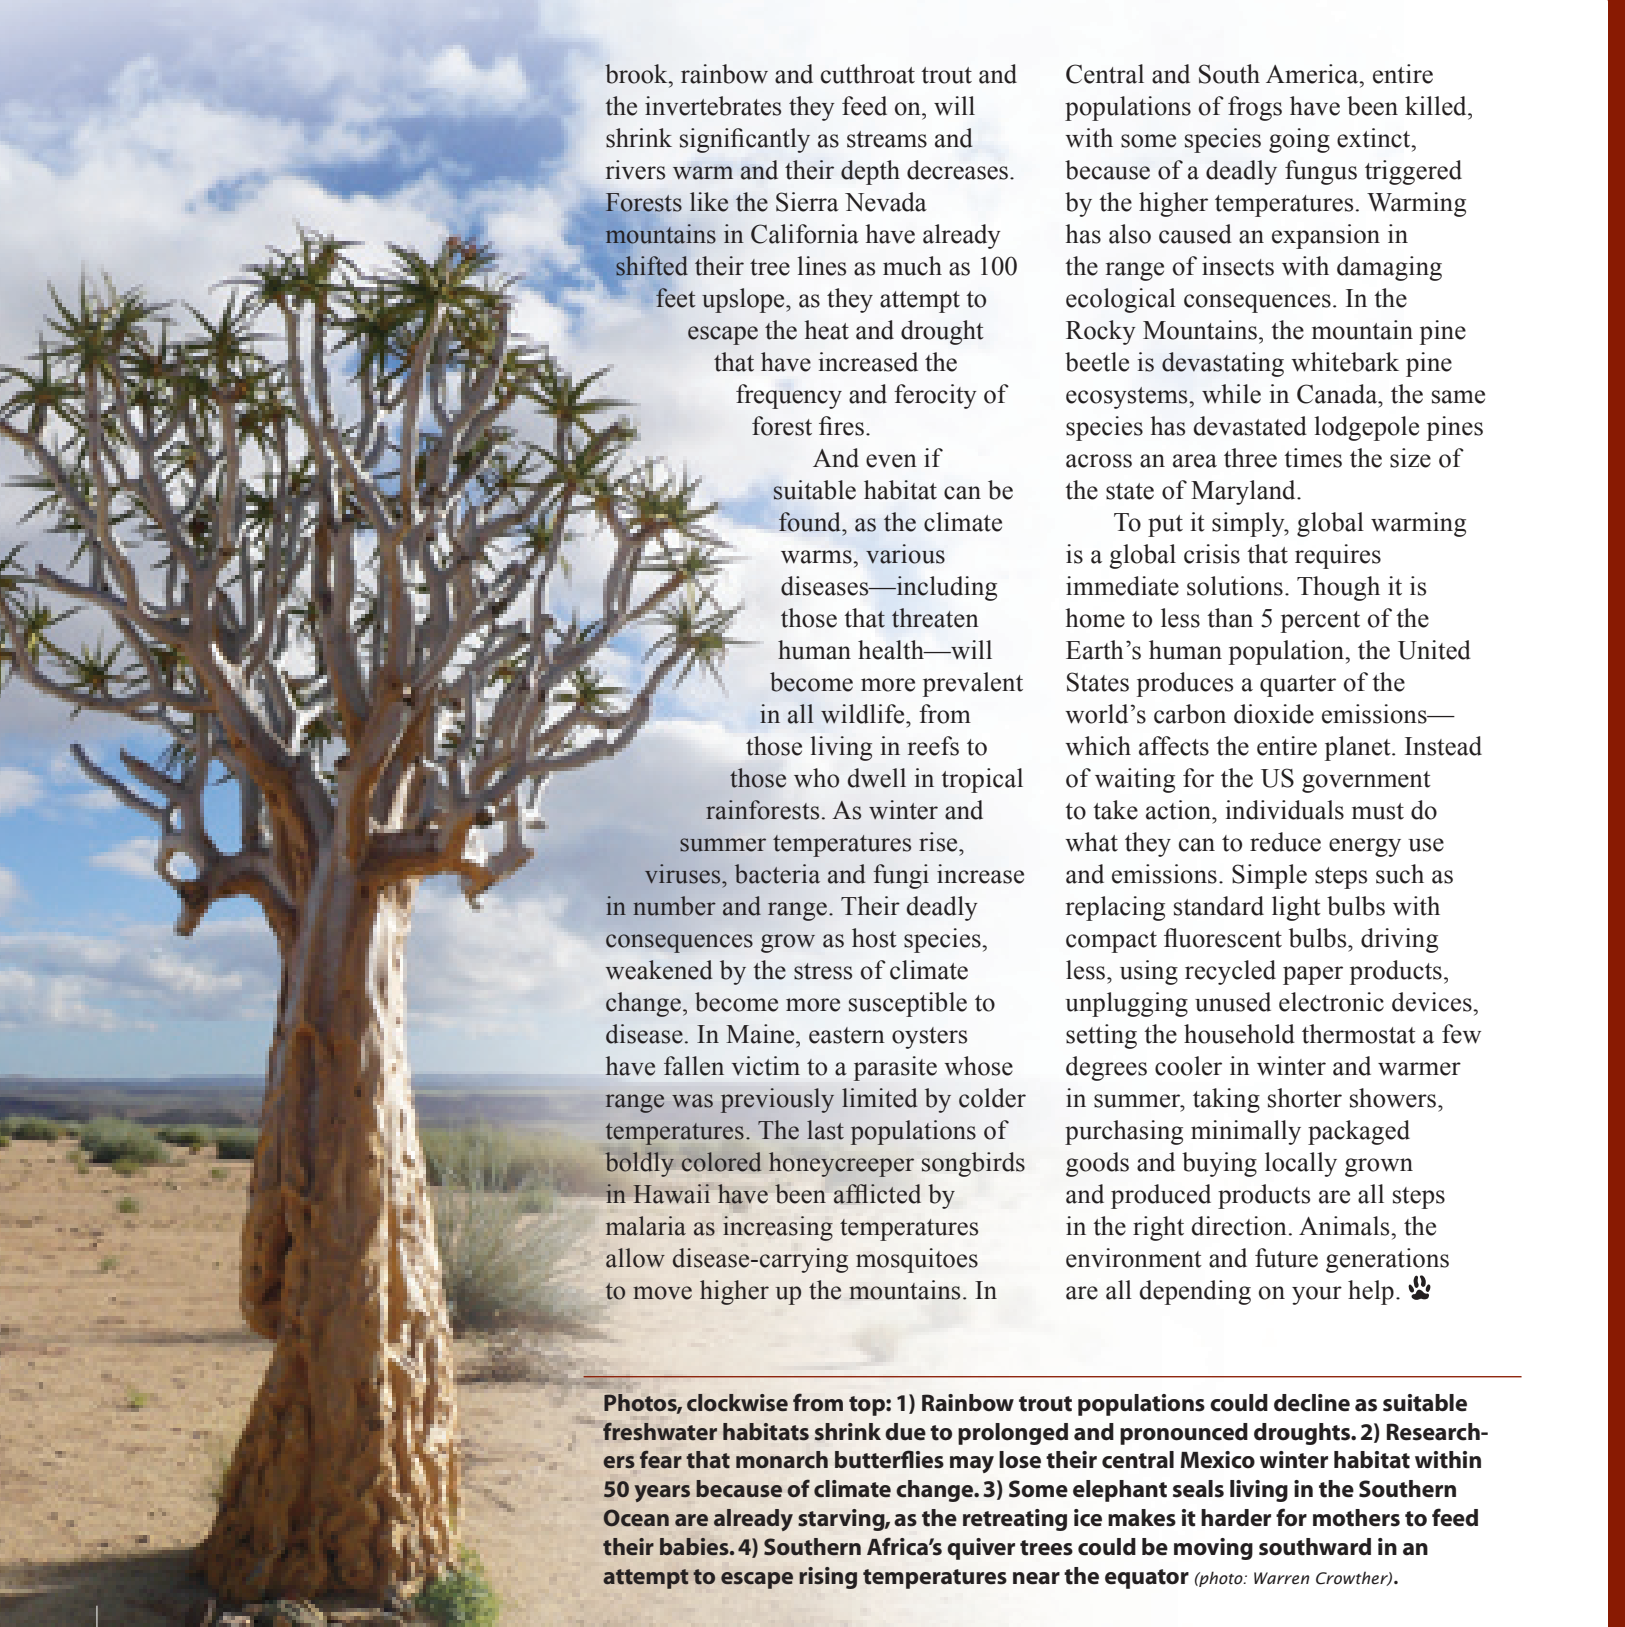 brook, rainbow and cutthroat trout and
the invertebrates they feed on, will
shrink significantly as streams and
rivers warm and their depth decreases.
Forests like the Sierra Nevada
mountains in California have already
shifted their tree lines as much as 100
feet upslope, as they attempt to
escape the heat and drought
that have increased the
frequency and ferocity of
forest fires.
And even if
suitable habitat can be
found, as the climate
warms, various
diseases—including
those that threaten
human health—will
become more prevalent
in all wildlife, from
those living in reefs to
those who dwell in tropical
rainforests. As winter and
summer temperatures rise,
viruses, bacteria and fungi increase
in number and range. Their deadly
consequences grow as host species,
weakened by the stress of climate
change, become more susceptible to
disease. In Maine, eastern oysters
have fallen victim to a parasite whose
range was previously limited by colder
temperatures. The last populations of
boldly colored honeycreeper songbirds
in Hawaii have been afflicted by
malaria as increasing temperatures
allow disease-carrying mosquitoes
to move higher up the mountains. In
Central and South America, entire
populations of frogs have been killed,
with some species going extinct,
because of a deadly fungus triggered
by the higher temperatures. Warming
has also caused an expansion in
the range of insects with damaging
ecological consequences. In the
Rocky Mountains, the mountain pine
beetle is devastating whitebark pine
ecosystems, while in Canada, the same
species has devastated lodgepole pines
across an area three times the size of
the state of Maryland.
To put it simply, global warming
is a global crisis that requires
immediate solutions. Though it is
home to less than 5 percent of the
Earth's human population, the United
States produces a quarter of the
world's carbon dioxide emissions—
which affects the entire planet. Instead
of waiting for the US government
to take action, individuals must do
what they can to reduce energy use
and emissions. Simple steps such as
replacing standard light bulbs with
compact fluorescent bulbs, driving
less, using recycled paper products,
unplugging unused electronic devices,
setting the household thermostat a few
degrees cooler in winter and warmer
in summer, taking shorter showers,
purchasing minimally packaged
goods and buying locally grown
and produced products are all steps
in the right direction. Animals, the
environment and future generations
are all depending on your help.
Photos, clockwise from top: 1) Rainbow trout populations could decline as suitable
freshwater habitats shrink due to prolonged and pronounced droughts. 2) Research-
ers fear that monarch butterflies may lose their central Mexico winter habitat within
50 years because of climate change. 3) Some elephant seals living in the Southern
Ocean are already starving, as the retreating ice makes it harder for mothers to feed
their babies. 4) Southern Africa's quiver trees could be moving southward in an
attempt to escape rising temperatures near the equator (photo: Warren Crowther).